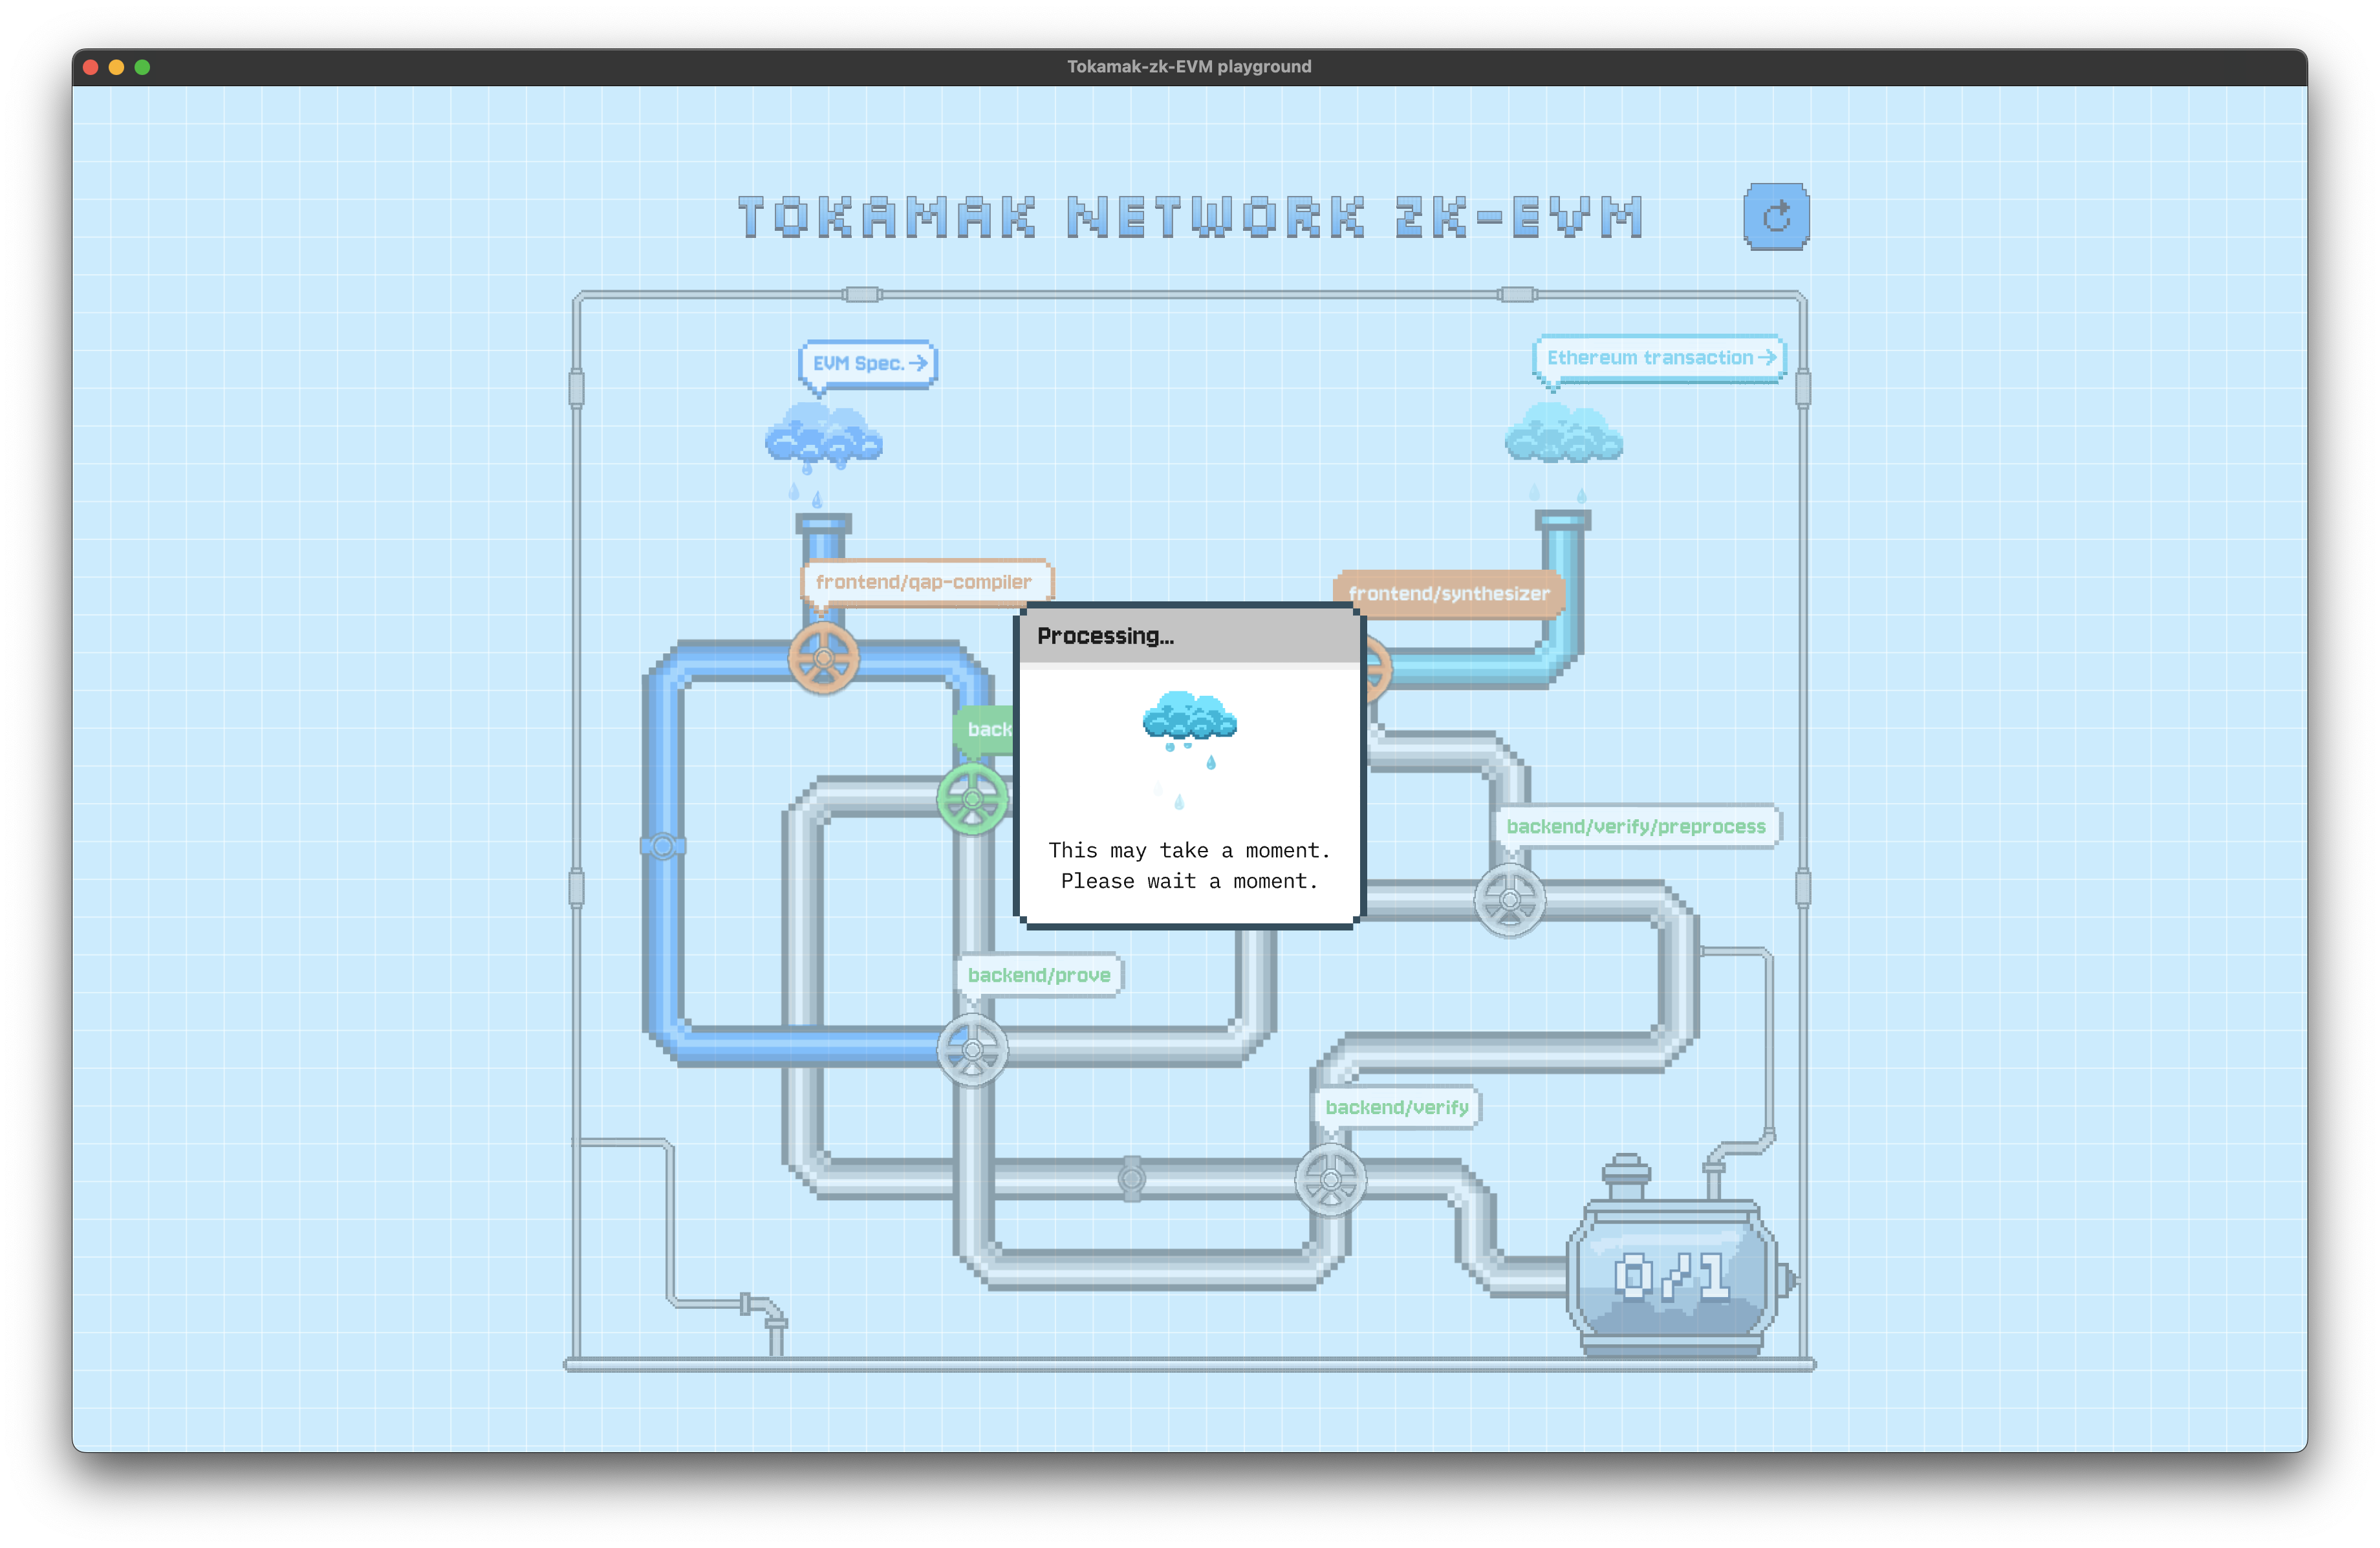 Tokamak-zk-EVM playground
TOKAMAK NETWORK ZK-EVM
EVM Spec.→
Ethereum transaction→
frontend/qap-compiler
frontend/synthesizer
Processing...
back
This may take a moment.
Please wait a moment.
backend/verify/preprocess
backend/prove
backend/verify
0/1